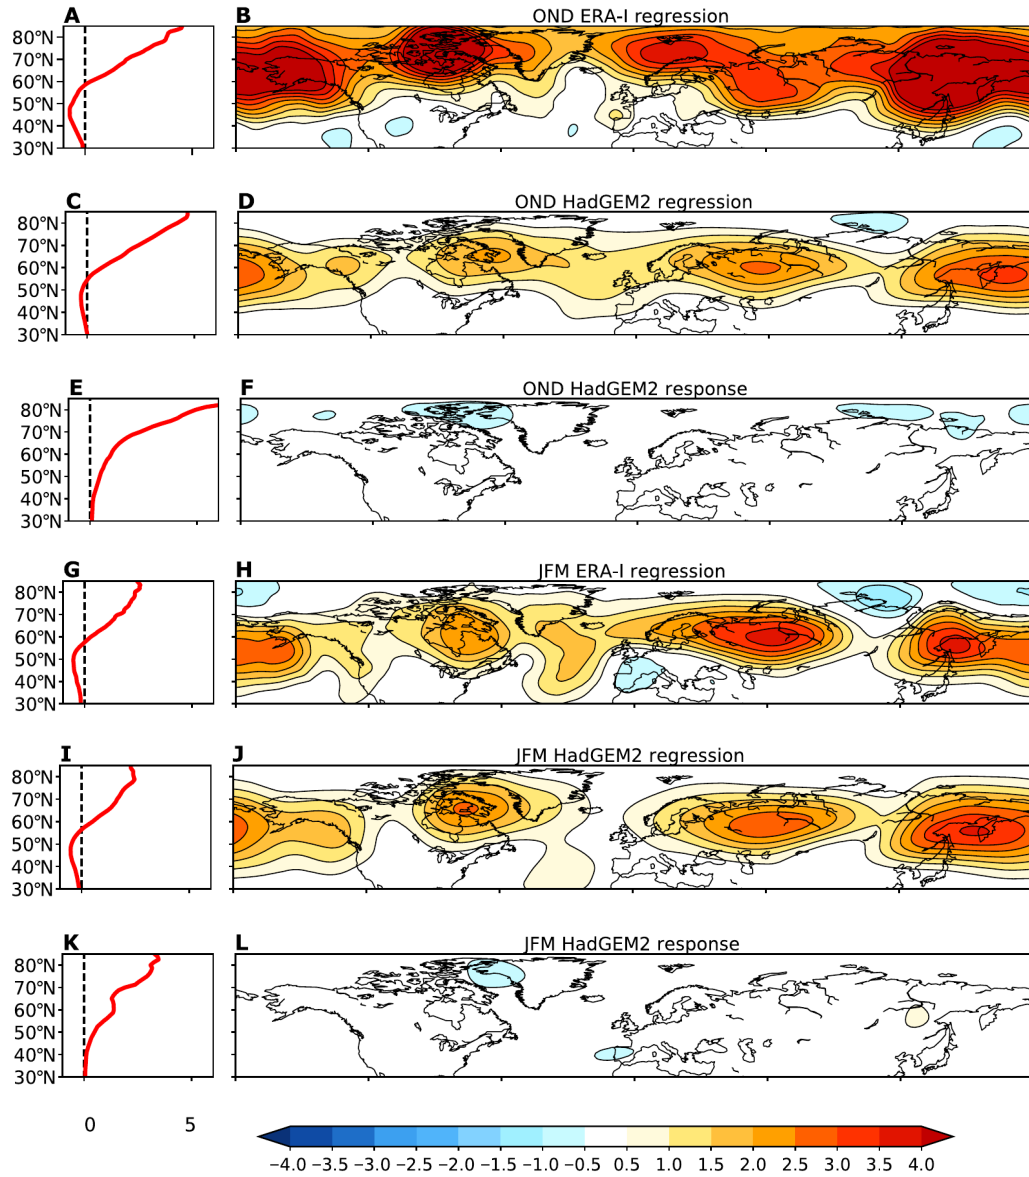 A
B OND ERA-I regression
80°N
70°N
60°N
50°N
40°N
30°N
C
D OND HadGEM2 regression
80°N
70°N
60°N
50°N
40°N
30°N
E
F OND HadGEM2 response
80°N
70°N
60°N
50°N
40°N
30°N
G
H JFM ERA-I regression
80°N
70°N
60°N
50°N
40°N
30°N
I
J JFM HadGEM2 regression
80°N
70°N
60°N
50°N
40°N
30°N
K
L JFM HadGEM2 response
80°N
70°N
60°N
50°N
40°N
30°N
0 5
−4.0 −3.5 −3.0 −2.5 −2.0 −1.5 −1.0 −0.5 0.5 1.0 1.5 2.0 2.5 3.0 3.5 4.0